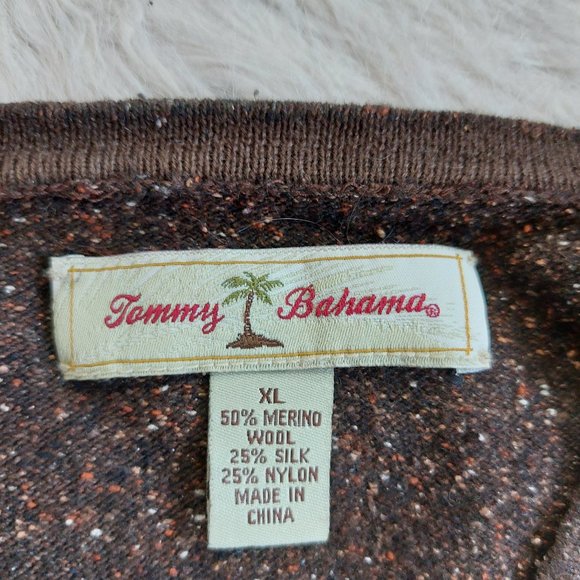 Tommy Bahama®
XL
50% MERINO
WOOL
25% SILK
25% NYLON
MADE IN
CHINA